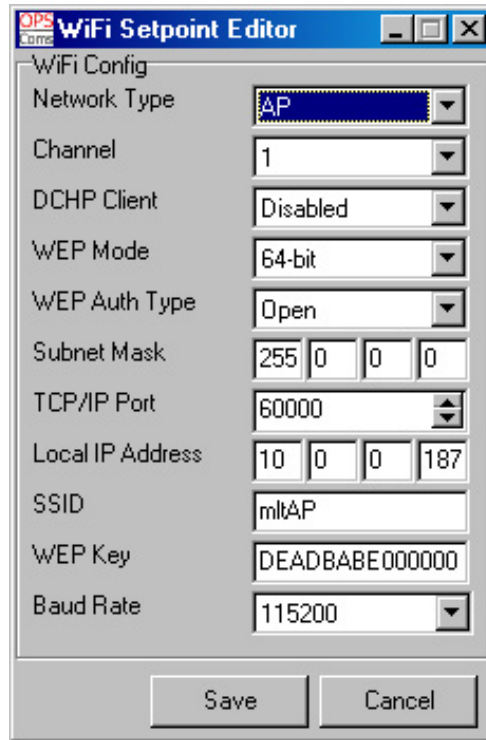 OPS Coms WiFi Setpoint Editor
WiFi Config
Network Type AP
Channel 1
DCHP Client Disabled
WEP Mode 64-bit
WEP Auth Type Open
Subnet Mask 255 0 0 0
TCP/IP Port 60000
Local IP Address 10 0 0 187
SSID mltAP
WEP Key DEADBABE000000
Baud Rate 115200
Save Cancel